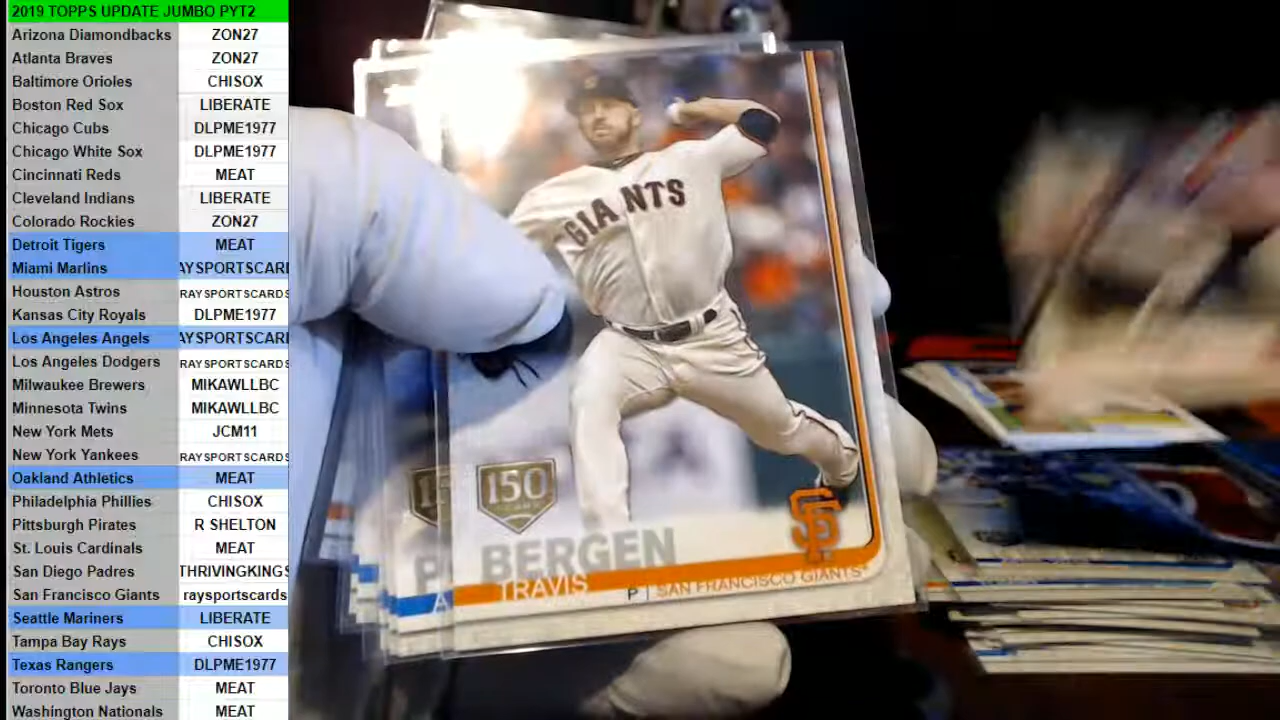 2019 TOPPS UPDATE JUMBO PYT2
Arizona Diamondbacks ZON27
Atlanta Braves ZON27
Baltimore Orioles CHISOX
Boston Red Sox LIBERATE
Chicago Cubs DLPME1977
Chicago White Sox DLPME1977
Cincinnati Reds MEAT
Cleveland Indians LIBERATE
Colorado Rockies ZON27
Detroit Tigers MEAT
Miami Marlins AYSPORTSCARI
Houston Astros RAYSPORTSCARDS
Kansas City Royals DLPME1977
Los Angeles Angels AYSPORTSCARI
Los Angeles Dodgers RAYSPORTSCARDS
Milwaukee Brewers MIKAWLLBC
Minnesota Twins MIKAWLLBC
New York Mets JCM11
New York Yankees RAYSPORTSCARDS
Oakland Athletics MEAT
Philadelphia Phillies CHISOX
Pittsburgh Pirates R SHELTON
St. Louis Cardinals MEAT
San Diego Padres THRIVINGKINGS
San Francisco Giants raysportscards
Seattle Mariners LIBERATE
Tampa Bay Rays CHISOX
Texas Rangers DLPME1977
Toronto Blue Jays MEAT
Washington Nationals MEAT
GIANTS
150
YEARS
SF
BERGEN
TRAVIS
P | SAN FRANCISCO GIANTS
15
P
A